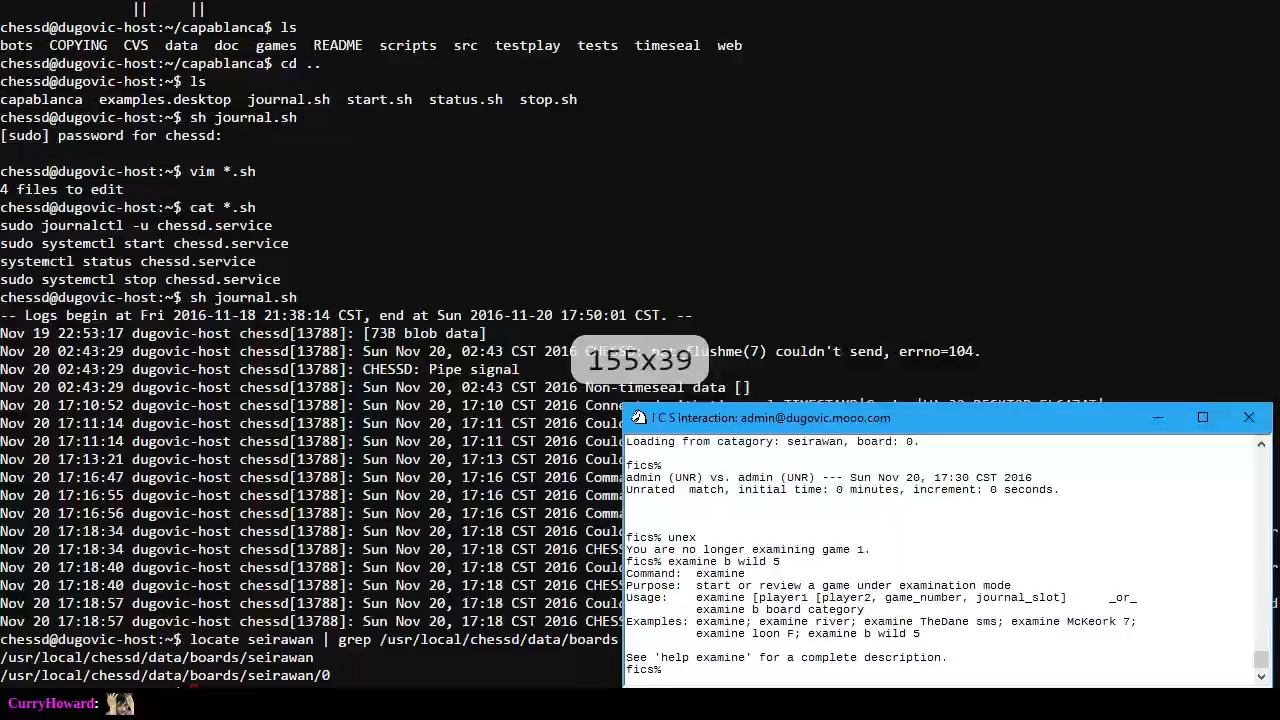 ||     ||
chessd@dugovic-host:~/capablanca$ ls
bots  COPYING  CVS  data  doc  games  README  scripts  src  testplay  tests  timeseal  web
chessd@dugovic-host:~/capablanca$ cd ..
chessd@dugovic-host:~$ ls
capablanca  examples.desktop  journal.sh  start.sh  status.sh  stop.sh
chessd@dugovic-host:~$ sh journal.sh
[sudo] password for chessd:
chessd@dugovic-host:~$ vim *.sh
4 files to edit
chessd@dugovic-host:~$ cat *.sh
sudo journalctl -u chessd.service
sudo systemctl start chessd.service
systemctl status chessd.service
sudo systemctl stop chessd.service
chessd@dugovic-host:~$ sh journal.sh
-- Logs begin at Fri 2016-11-18 21:38:14 CST, end at Sun 2016-11-20 17:50:01 CST. --
Nov 19 22:53:17 dugovic-host chessd[13788]: [73B blob data]
Nov 20 02:43:29 dugovic-host chessd[13788]: Sun Nov 20, 02:43 CST 2016 flushme(7) couldn't send, errno=104.
155x39
Nov 20 02:43:29 dugovic-host chessd[13788]: CHESSD: Pipe signal
Nov 20 02:43:29 dugovic-host chessd[13788]: Sun Nov 20, 02:43 CST 2016 Non-timeseal data []
Nov 20 17:10:52 dugovic-host chessd[13788]: Sun Nov 20, 17:10 CST 2016
Nov 20 17:11:14 dugovic-host chessd[13788]: Sun Nov 20, 17:11 CST 2016 Coul
Nov 20 17:11:14 dugovic-host chessd[13788]: Sun Nov 20, 17:11 CST 2016 Coul
Nov 20 17:13:21 dugovic-host chessd[13788]: Sun Nov 20, 17:13 CST 2016 Coul
Nov 20 17:16:47 dugovic-host chessd[13788]: Sun Nov 20, 17:16 CST 2016 Comm
Nov 20 17:16:55 dugovic-host chessd[13788]: Sun Nov 20, 17:16 CST 2016 Comm
Nov 20 17:16:56 dugovic-host chessd[13788]: Sun Nov 20, 17:16 CST 2016 Comm
Nov 20 17:18:34 dugovic-host chessd[13788]: Sun Nov 20, 17:18 CST 2016 Coul
Nov 20 17:18:34 dugovic-host chessd[13788]: Sun Nov 20, 17:18 CST 2016 CHES
Nov 20 17:18:40 dugovic-host chessd[13788]: Sun Nov 20, 17:18 CST 2016 Coul
Nov 20 17:18:40 dugovic-host chessd[13788]: Sun Nov 20, 17:18 CST 2016 CHES
Nov 20 17:18:57 dugovic-host chessd[13788]: Sun Nov 20, 17:18 CST 2016 Coul
Nov 20 17:18:57 dugovic-host chessd[13788]: Sun Nov 20, 17:18 CST 2016 CHES
chessd@dugovic-host:~$ locate seirawan | grep /usr/local/chessd/data/boards
/usr/local/chessd/data/boards/seirawan
/usr/local/chessd/data/boards/seirawan/0
I C S Interaction: admin@dugovic.mooo.com
Loading from catagory: seirawan, board: 0.
fics%
admin (UNR) vs. admin (UNR) --- Sun Nov 20, 17:30 CST 2016
Unrated  match, initial time: 0 minutes, increment: 0 seconds.
fics% unex
You are no longer examining game 1.
fics% examine b wild 5
Command:  examine
Purpose:  start or review a game under examination mode
Usage:    examine [player1 [player2, game_number, journal_slot]      _or_
examine b board category
Examples: examine; examine river; examine TheDane sms; examine McKeork 7;
examine loon F; examine b wild 5
See 'help examine' for a complete description.
fics%
CurryHoward: